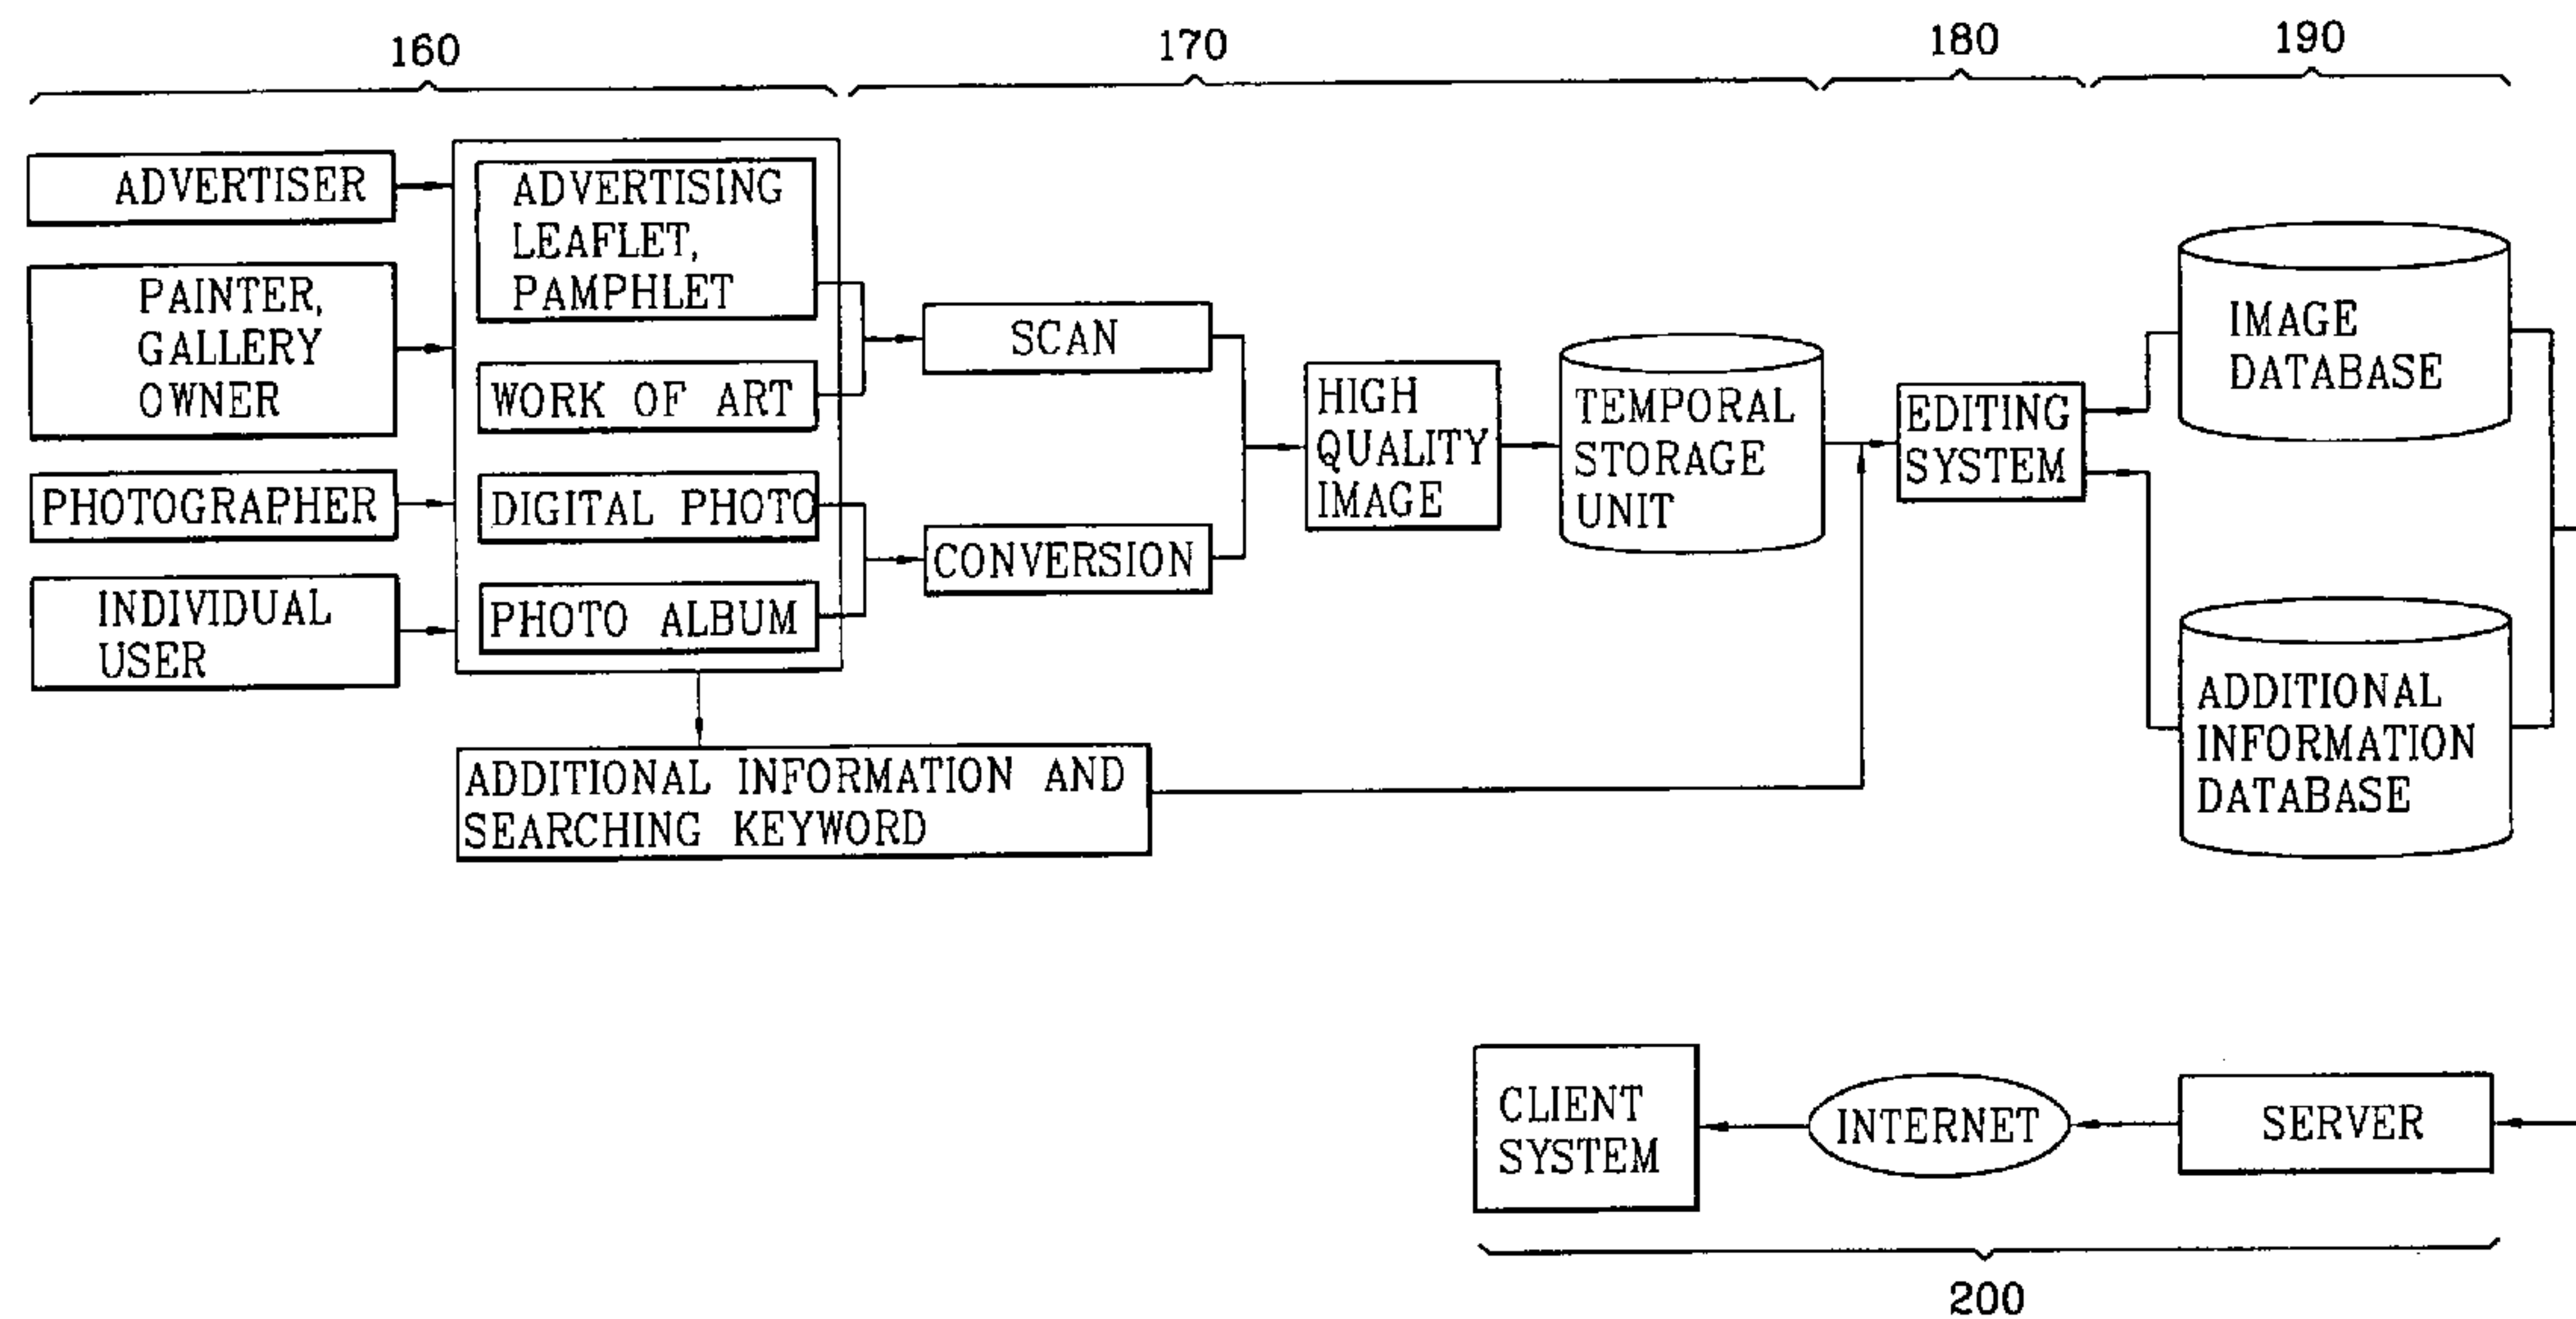 160
170
180
190
ADVERTISER
PAINTER,
GALLERY
OWNER
PHOTOGRAPHER
INDIVIDUAL
USER
ADVERTISING
LEAFLET,
PAMPHLET
WORK OF ART
DIGITAL PHOTO
PHOTO ALBUM
ADDITIONAL INFORMATION AND
SEARCHING KEYWORD
SCAN
CONVERSION
HIGH
QUALITY
IMAGE
TEMPORAL
STORAGE
UNIT
EDITING
SYSTEM
IMAGE
DATABASE
ADDITIONAL
INFORMATION
DATABASE
CLIENT
SYSTEM
INTERNET
SERVER
200